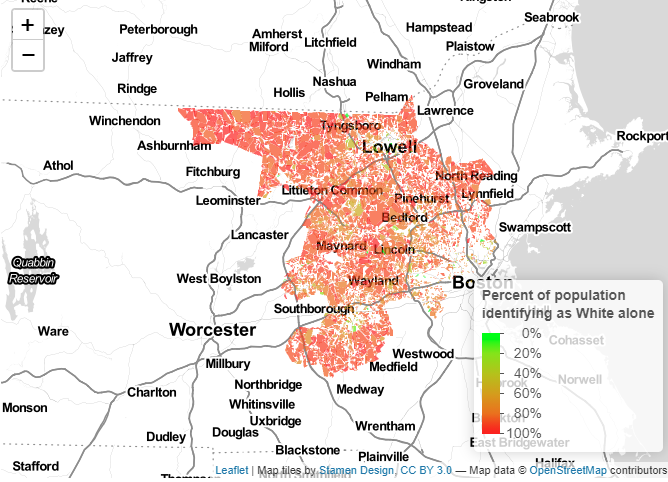 Keene
Kingston
Seabrook
+
zey
Peterborough
Hampstead
Amherst
Litchfield
Milford
Plaistow
−
Jaffrey
Windham
Nashua
Groveland
Rindge
Hollis
Pelham
Lawrence
Winchendon
Tyngsboro
Rockport
Ashburnham
Lowell
Athol
Fitchburg
North Reading
Littleton Common
Lynnfield
Leominster
Pinehurst
Bedford
Swampscott
Lancaster
Maynard
Lincoln
Quabbin
Reservoir
West Boylston
Wayland
Boston
Southborough
Percent of population
identifying as White alone
Ware
Worcester
0%
Cohasset
20%
Westwood
40%
Millbury
Medfield
60%
Norwell
Northbridge
Medway
Charlton
80%
Monson
Whitinsville
Uxbridge
Wrentham
100%
Dudley
Douglas
East Bridgewater
Blackstone
Plainville
Stafford
Halifax
Leaflet | Map tiles by Stamen Design, CC BY 3.0 — Map data © OpenStreetMap contributors